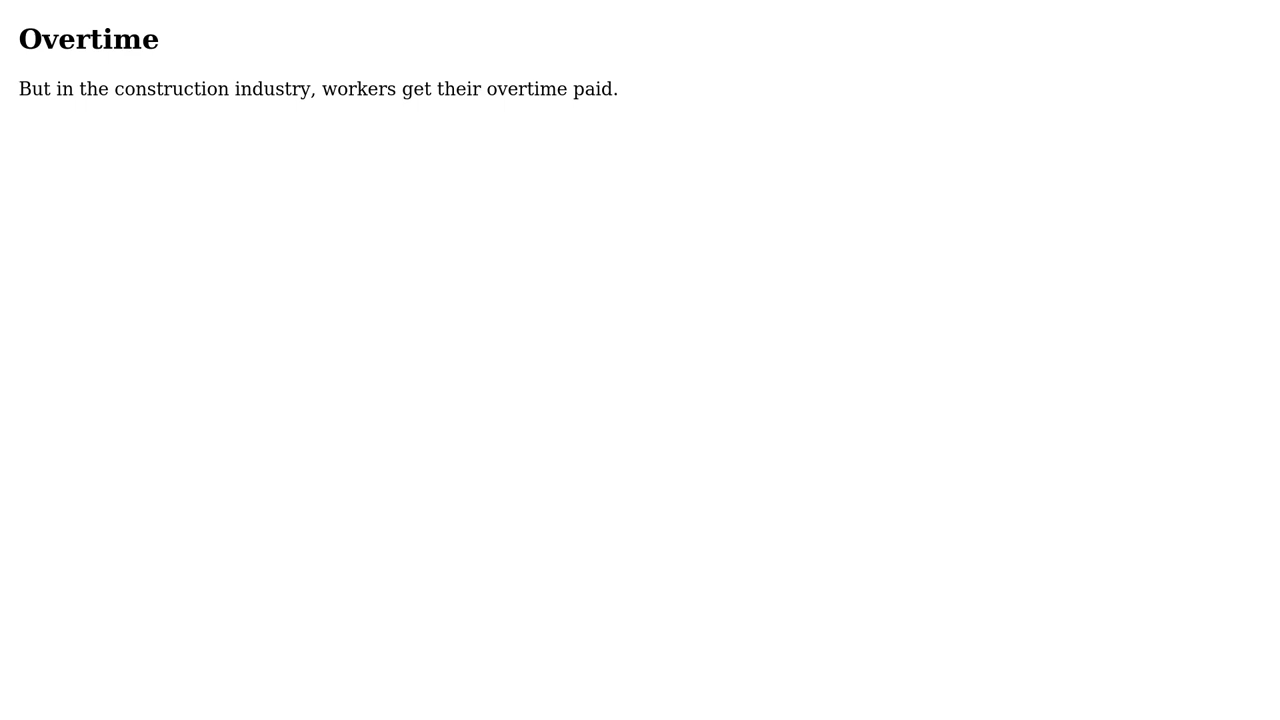 Overtime
But in the construction industry, workers get their overtime paid.